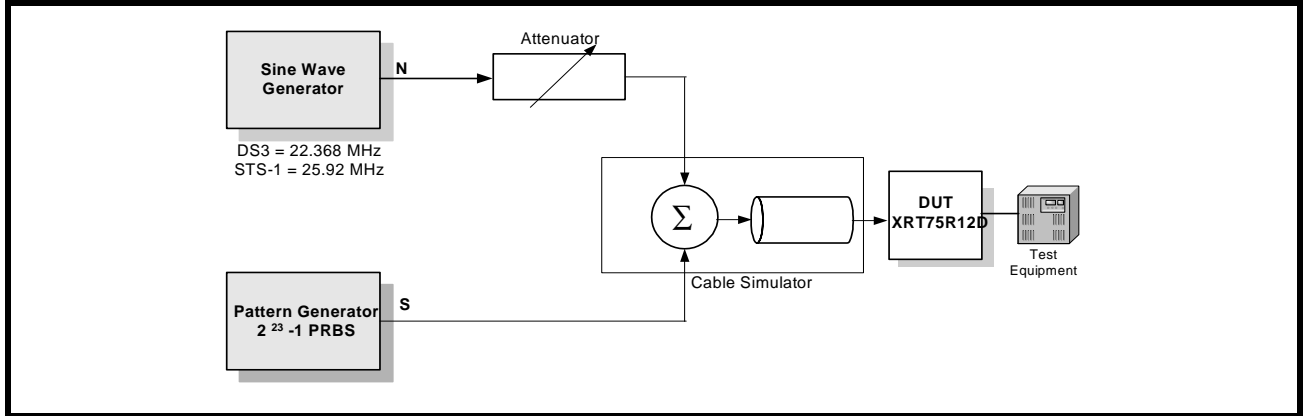 Attenuator
Sine Wave
Generator
N
DS3 = 22.368 MHz
STS-1 = 25.92 MHz
Σ
DUT
XRT75R12D
Test
Equipment
Cable Simulator
Pattern Generator
2 23 -1 PRBS
S